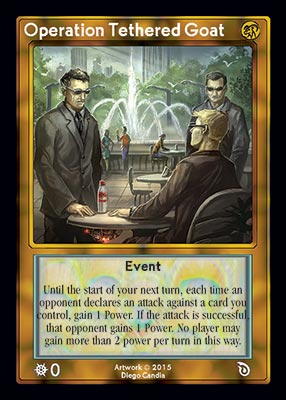 Operation Tethered Goat
Event
Until the start of your next turn, each time an
opponent declares an attack against a card you
control, gain 1 Power. If the attack is successful,
that opponent gains 1 Power. No player may
gain more than 2 power per turn in this way.
0
Artwork © 2015
Diego Candia